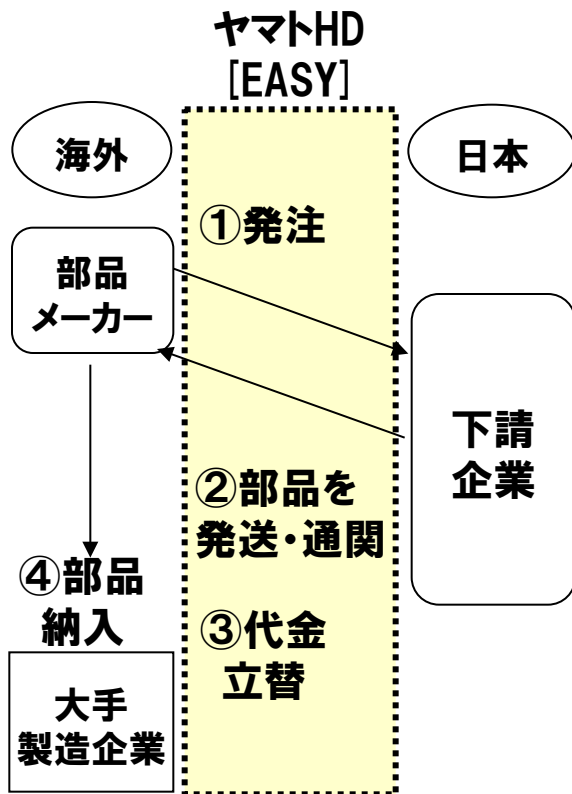 ヤマトHD
[EASY]
海外
日本
①発注
部品
メーカー
下請
企業
②部品を
発送・通関
④部品
納入
③代金
立替
大手
製造企業